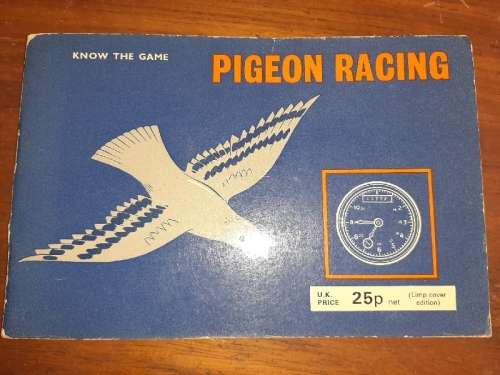 KNOW THE GAME
PIGEON RACING
U.K.
PRICE
25p net
(Limp cover
edition)